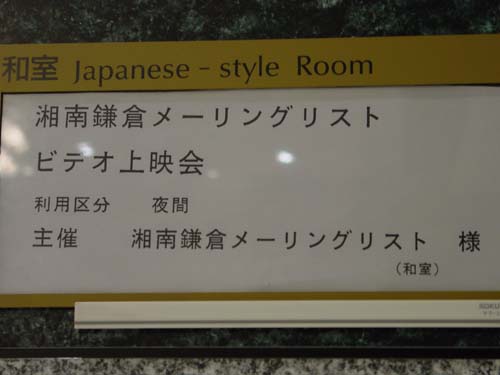 和室 Japanese - style Room
湘南鎌倉メーリングリスト
ビテオ上映会
利用区分 夜間
主催 湘南鎌倉メーリングリスト 様
(和室)